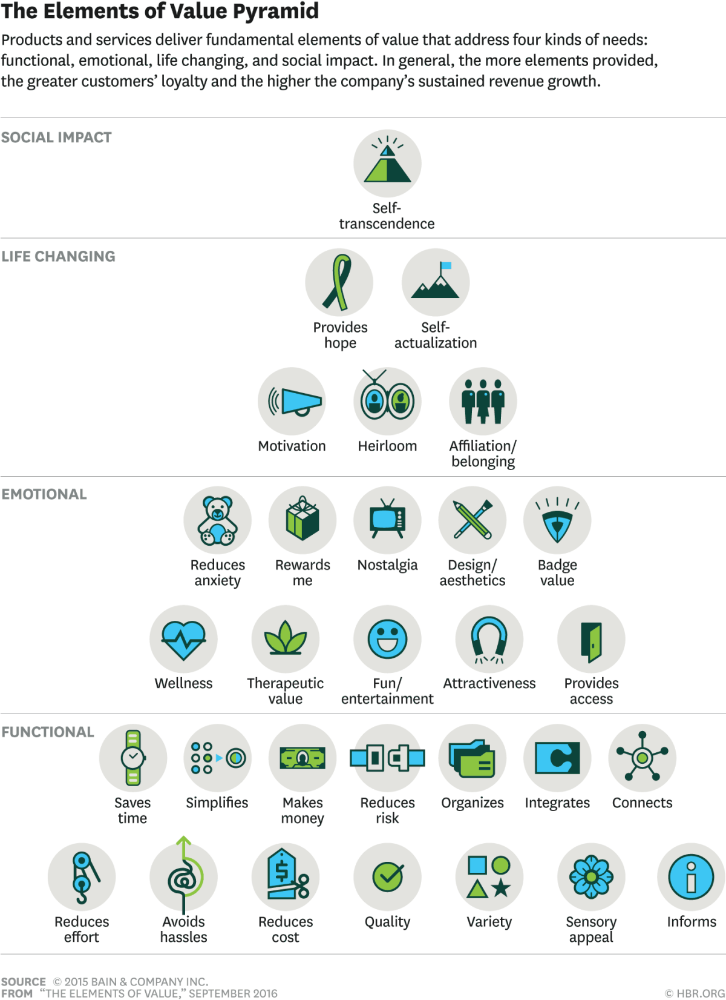 The Elements of Value Pyramid
Products and services deliver fundamental elements of value that address four kinds of needs:
functional, emotional, life changing, and social impact. In general, the more elements provided,
the greater customers’ loyalty and the higher the company’s sustained revenue growth.
SOCIAL IMPACT
Self-
transcendence
LIFE CHANGING
Provides
hope
Self-
actualization
Motivation
Heirloom
Affiliation/
belonging
EMOTIONAL
Reduces
anxiety
Rewards
me
Nostalgia
Design/
aesthetics
Badge
value
Wellness
Therapeutic
value
Fun/
entertainment
Attractiveness
Provides
access
FUNCTIONAL
Saves
time
Simplifies
Makes
money
Reduces
risk
Organizes
Integrates
Connects
$
i
Reduces
effort
Avoids
hassles
Reduces
cost
Quality
Variety
Sensory
appeal
Informs
SOURCE © 2015 BAIN & COMPANY INC.
FROM “THE ELEMENTS OF VALUE,” SEPTEMBER 2016
© HBR.ORG